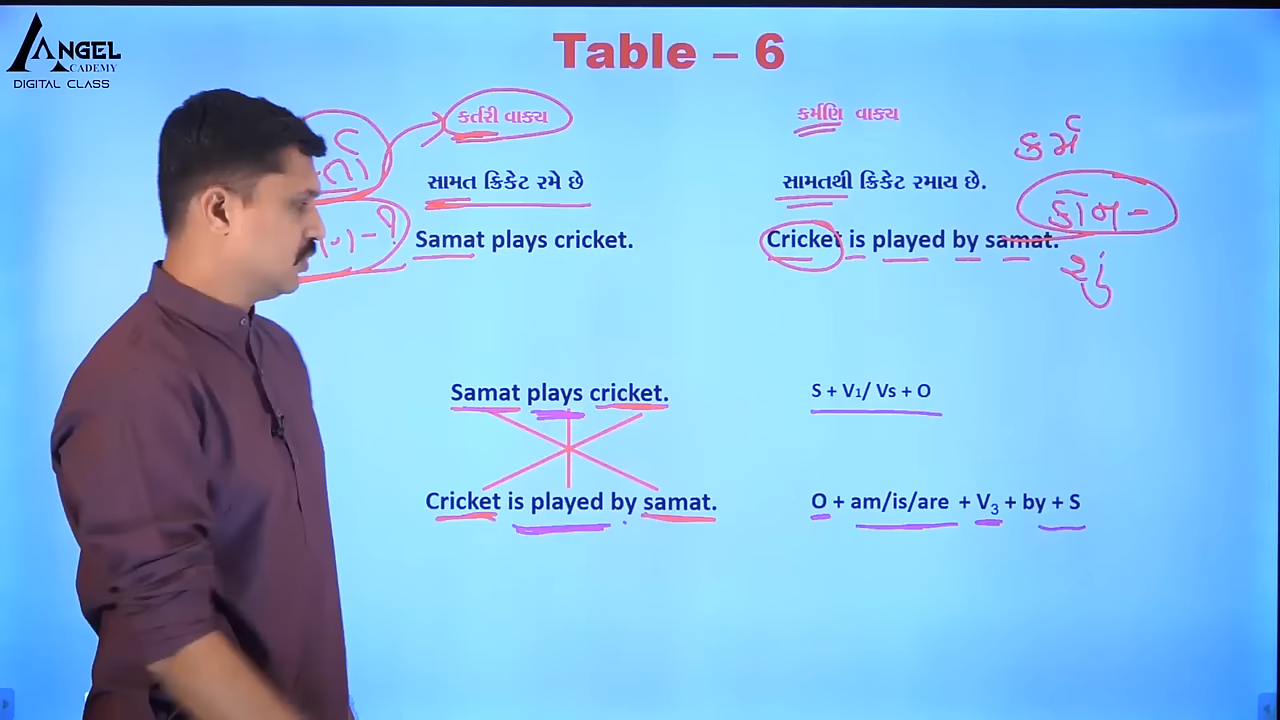 ANGEL
ACADEMY
DIGITAL CLASS
Table – 6
કર્તરી વાક્ય
કર્મણિ વાક્ય
કર્મ
સામત ક્રિકેટ રમે છે
સામતથી ક્રિકેટ રમાય છે.
કોન –
Samat plays cricket.
Cricket is played by samat.
શું
Samat plays cricket.
S + V1/ Vs + O
Cricket is played by samat.
O + am/is/are + V3 + by + S